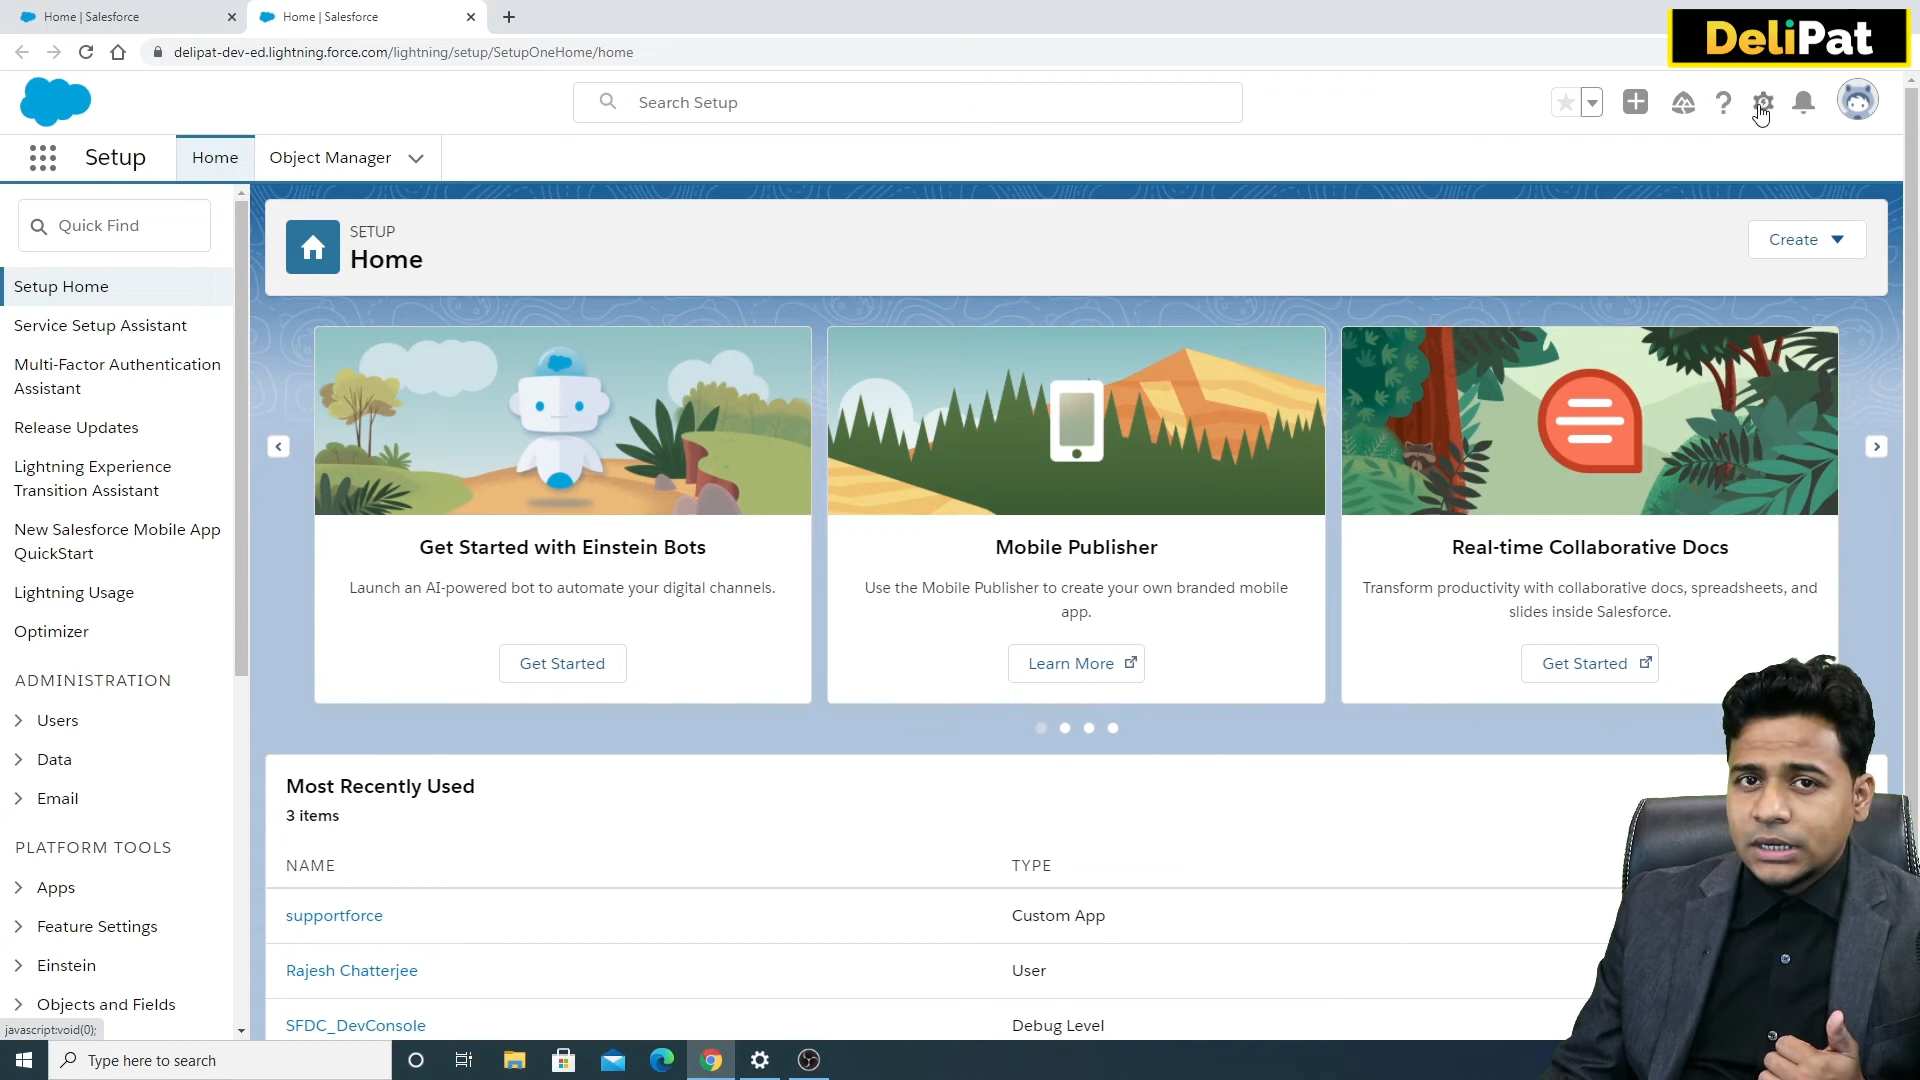 Home | Salesforce
Home | Salesforce
delipat-dev-ed.lightning.force.com/lightning/setup/SetupOneHome/home
DeliPat
Search Setup
Setup
Home
Object Manager
Quick Find
SETUP
Home
Create
Setup Home
Service Setup Assistant
Multi-Factor Authentication
Assistant
Release Updates
Lightning Experience
Transition Assistant
New Salesforce Mobile App
QuickStart
Lightning Usage
Optimizer
ADMINISTRATION
Users
Data
Email
PLATFORM TOOLS
Apps
Feature Settings
Einstein
Objects and Fields
javascript:void(0);
Get Started with Einstein Bots
Launch an AI-powered bot to automate your digital channels.
Get Started
Mobile Publisher
Use the Mobile Publisher to create your own branded mobile
app.
Learn More
Real-time Collaborative Docs
Transform productivity with collaborative docs, spreadsheets, and
slides inside Salesforce.
Get Started
Most Recently Used
3 items
NAME TYPE
supportforce Custom App
Rajesh Chatterjee User
SFDC_DevConsole Debug Level
Type here to search